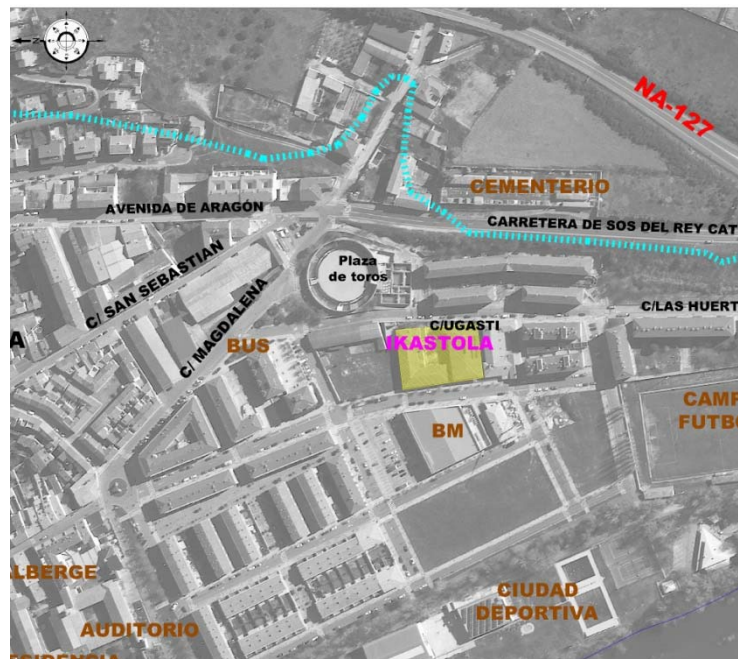 N
NA-127
CEMENTERIO
AVENIDA DE ARAGÓN
CARRETERA DE SOS DEL REY CAT
Plaza
de toros
C/ SAN SEBASTIAN
C/ MAGDALENA
C/LAS HUERT
C/UGASTI
IKASTOLA
A
BUS
CAMP
FUTBO
BM
LBERGE
CIUDAD
DEPORTIVA
AUDITORIO
ESIDENCIA